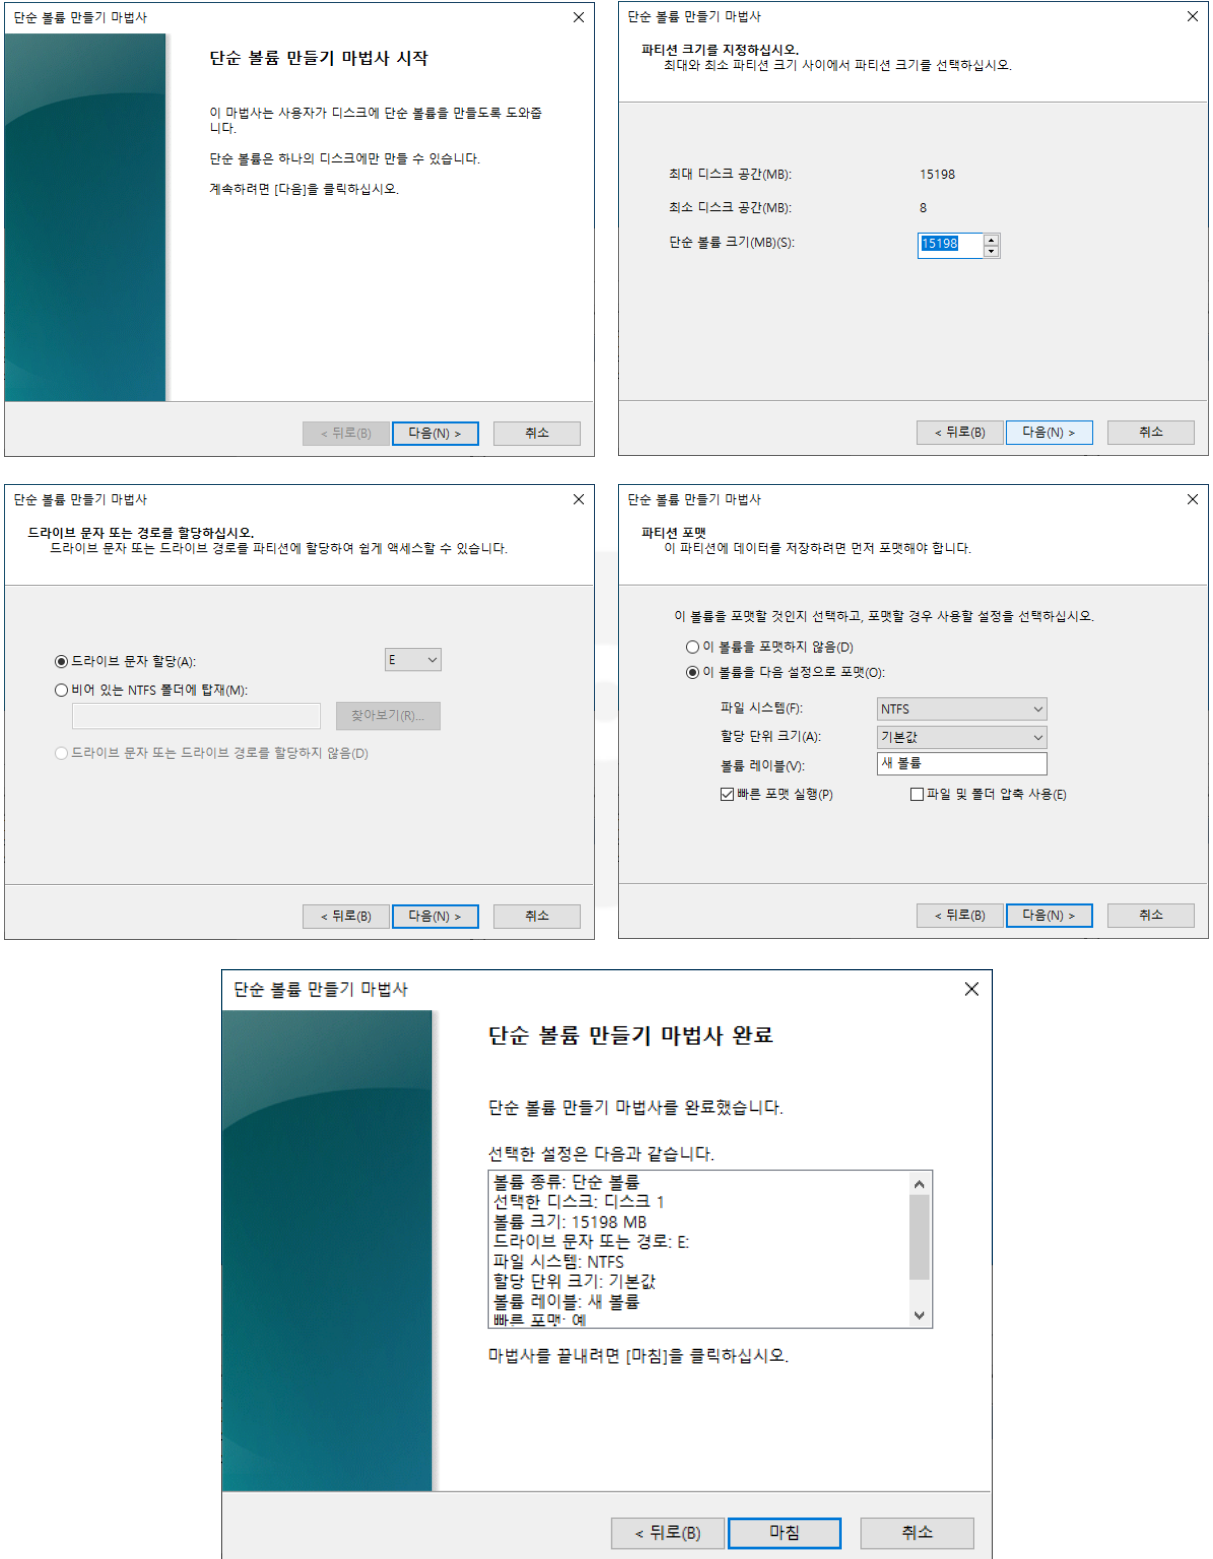 단순 볼륨 만들기 마법사
단순 볼륨 만들기 마법사 시작
이 마법사는 사용자가 디스크에 단순 볼륨을 만들도록 도와줍
니다.
단순 볼륨은 하나의 디스크에만 만들 수 있습니다.
계속하려면 [다음]을 클릭하십시오.
< 뒤로(B) 다음(N) > 취소
단순 볼륨 만들기 마법사
파티션 크기를 지정하십시오.
최대와 최소 파티션 크기 사이에서 파티션 크기를 선택하십시오.
최대 디스크 공간(MB): 15198
최소 디스크 공간(MB): 8
단순 볼륨 크기(MB)(S): 15198
< 뒤로(B) 다음(N) > 취소
단순 볼륨 만들기 마법사
드라이브 문자 또는 경로를 할당하십시오.
드라이브 문자 또는 드라이브 경로를 파티션에 할당하여 쉽게 액세스할 수 있습니다.
드라이브 문자 할당(A): E
비어 있는 NTFS 폴더에 탑재(M):
찾아보기(R)...
드라이브 문자 또는 드라이브 경로를 할당하지 않음(D)
< 뒤로(B) 다음(N) > 취소
단순 볼륨 만들기 마법사
파티션 포맷
이 파티션에 데이터를 저장하려면 먼저 포맷해야 합니다.
이 볼륨을 포맷할 것인지 선택하고, 포맷할 경우 사용할 설정을 선택하십시오.
이 볼륨을 포맷하지 않음(D)
이 볼륨을 다음 설정으로 포맷(O):
파일 시스템(F): NTFS
할당 단위 크기(A): 기본값
볼륨 레이블(V): 새 볼륨
빠른 포맷 실행(P) 파일 및 폴더 압축 사용(E)
< 뒤로(B) 다음(N) > 취소
단순 볼륨 만들기 마법사
단순 볼륨 만들기 마법사 완료
단순 볼륨 만들기 마법사를 완료했습니다.
선택한 설정은 다음과 같습니다.
볼륨 종류: 단순 볼륨
선택한 디스크: 디스크 1
볼륨 크기: 15198 MB
드라이브 문자 또는 경로: E:
파일 시스템: NTFS
할당 단위 크기: 기본값
볼륨 레이블: 새 볼륨
빠른 포맷: 예
마법사를 끝내려면 [마침]을 클릭하십시오.
< 뒤로(B) 마침 취소